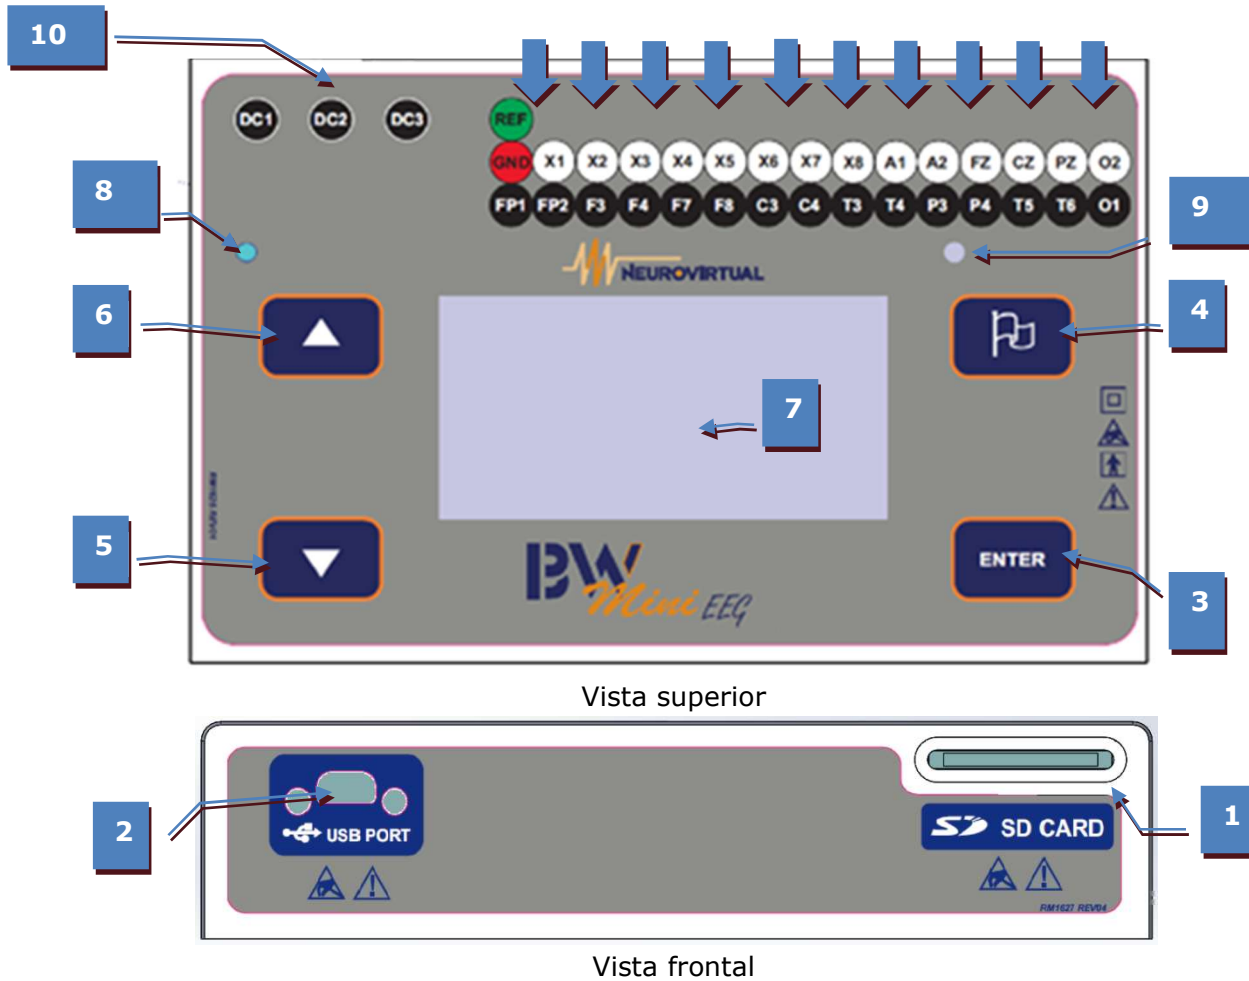 10
DC1 DC2 DC3
REF
GND X1 X2 X3 X4 X5 X6 X7 X8 A1 A2 FZ CZ PZ O2
FP1 FP2 F3 F4 F7 F8 C3 C4 T3 T4 P3 P4 T5 T6 O1
8
9
NEUROVIRTUAL
6
4
7
5
ENTER
3
BW
Mini EEG
Vista superior
2
USB PORT
1
SD CARD
RM1627 REV04
Vista frontal